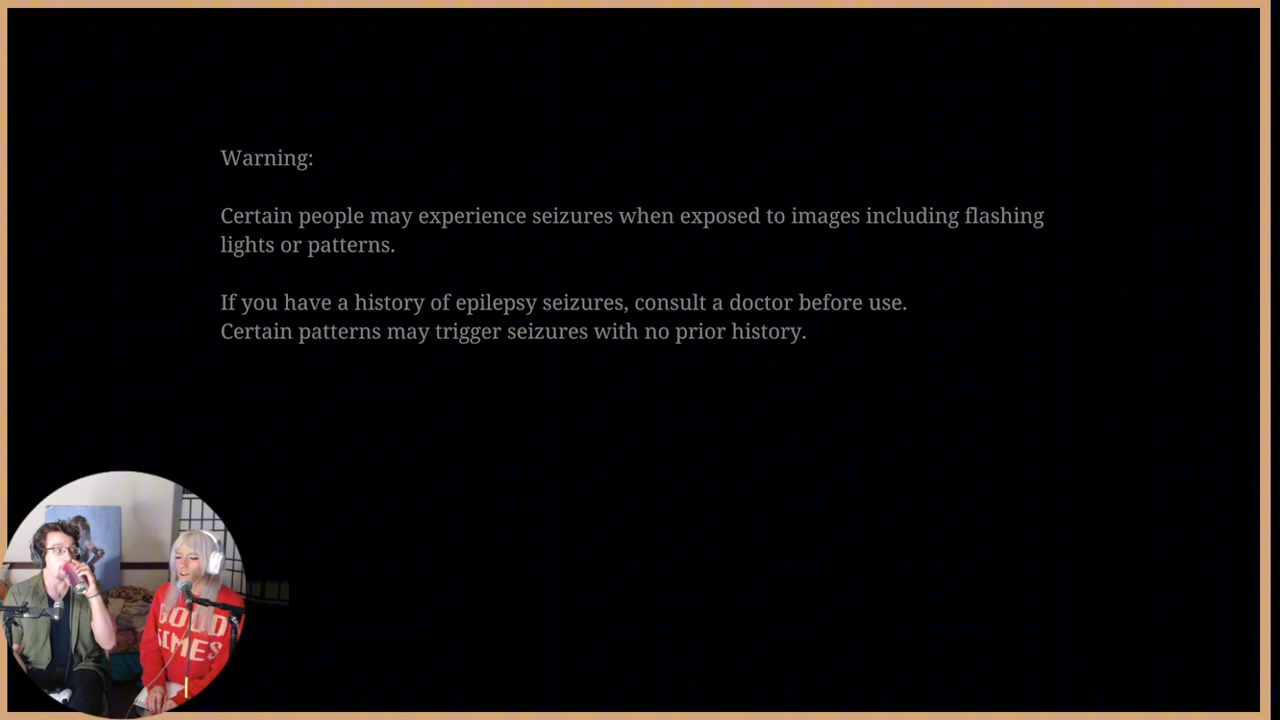 Warning:
Certain people may experience seizures when exposed to images including flashing
lights or patterns.
If you have a history of epilepsy seizures, consult a doctor before use.
Certain patterns may trigger seizures with no prior history.
GOOD
TIMES